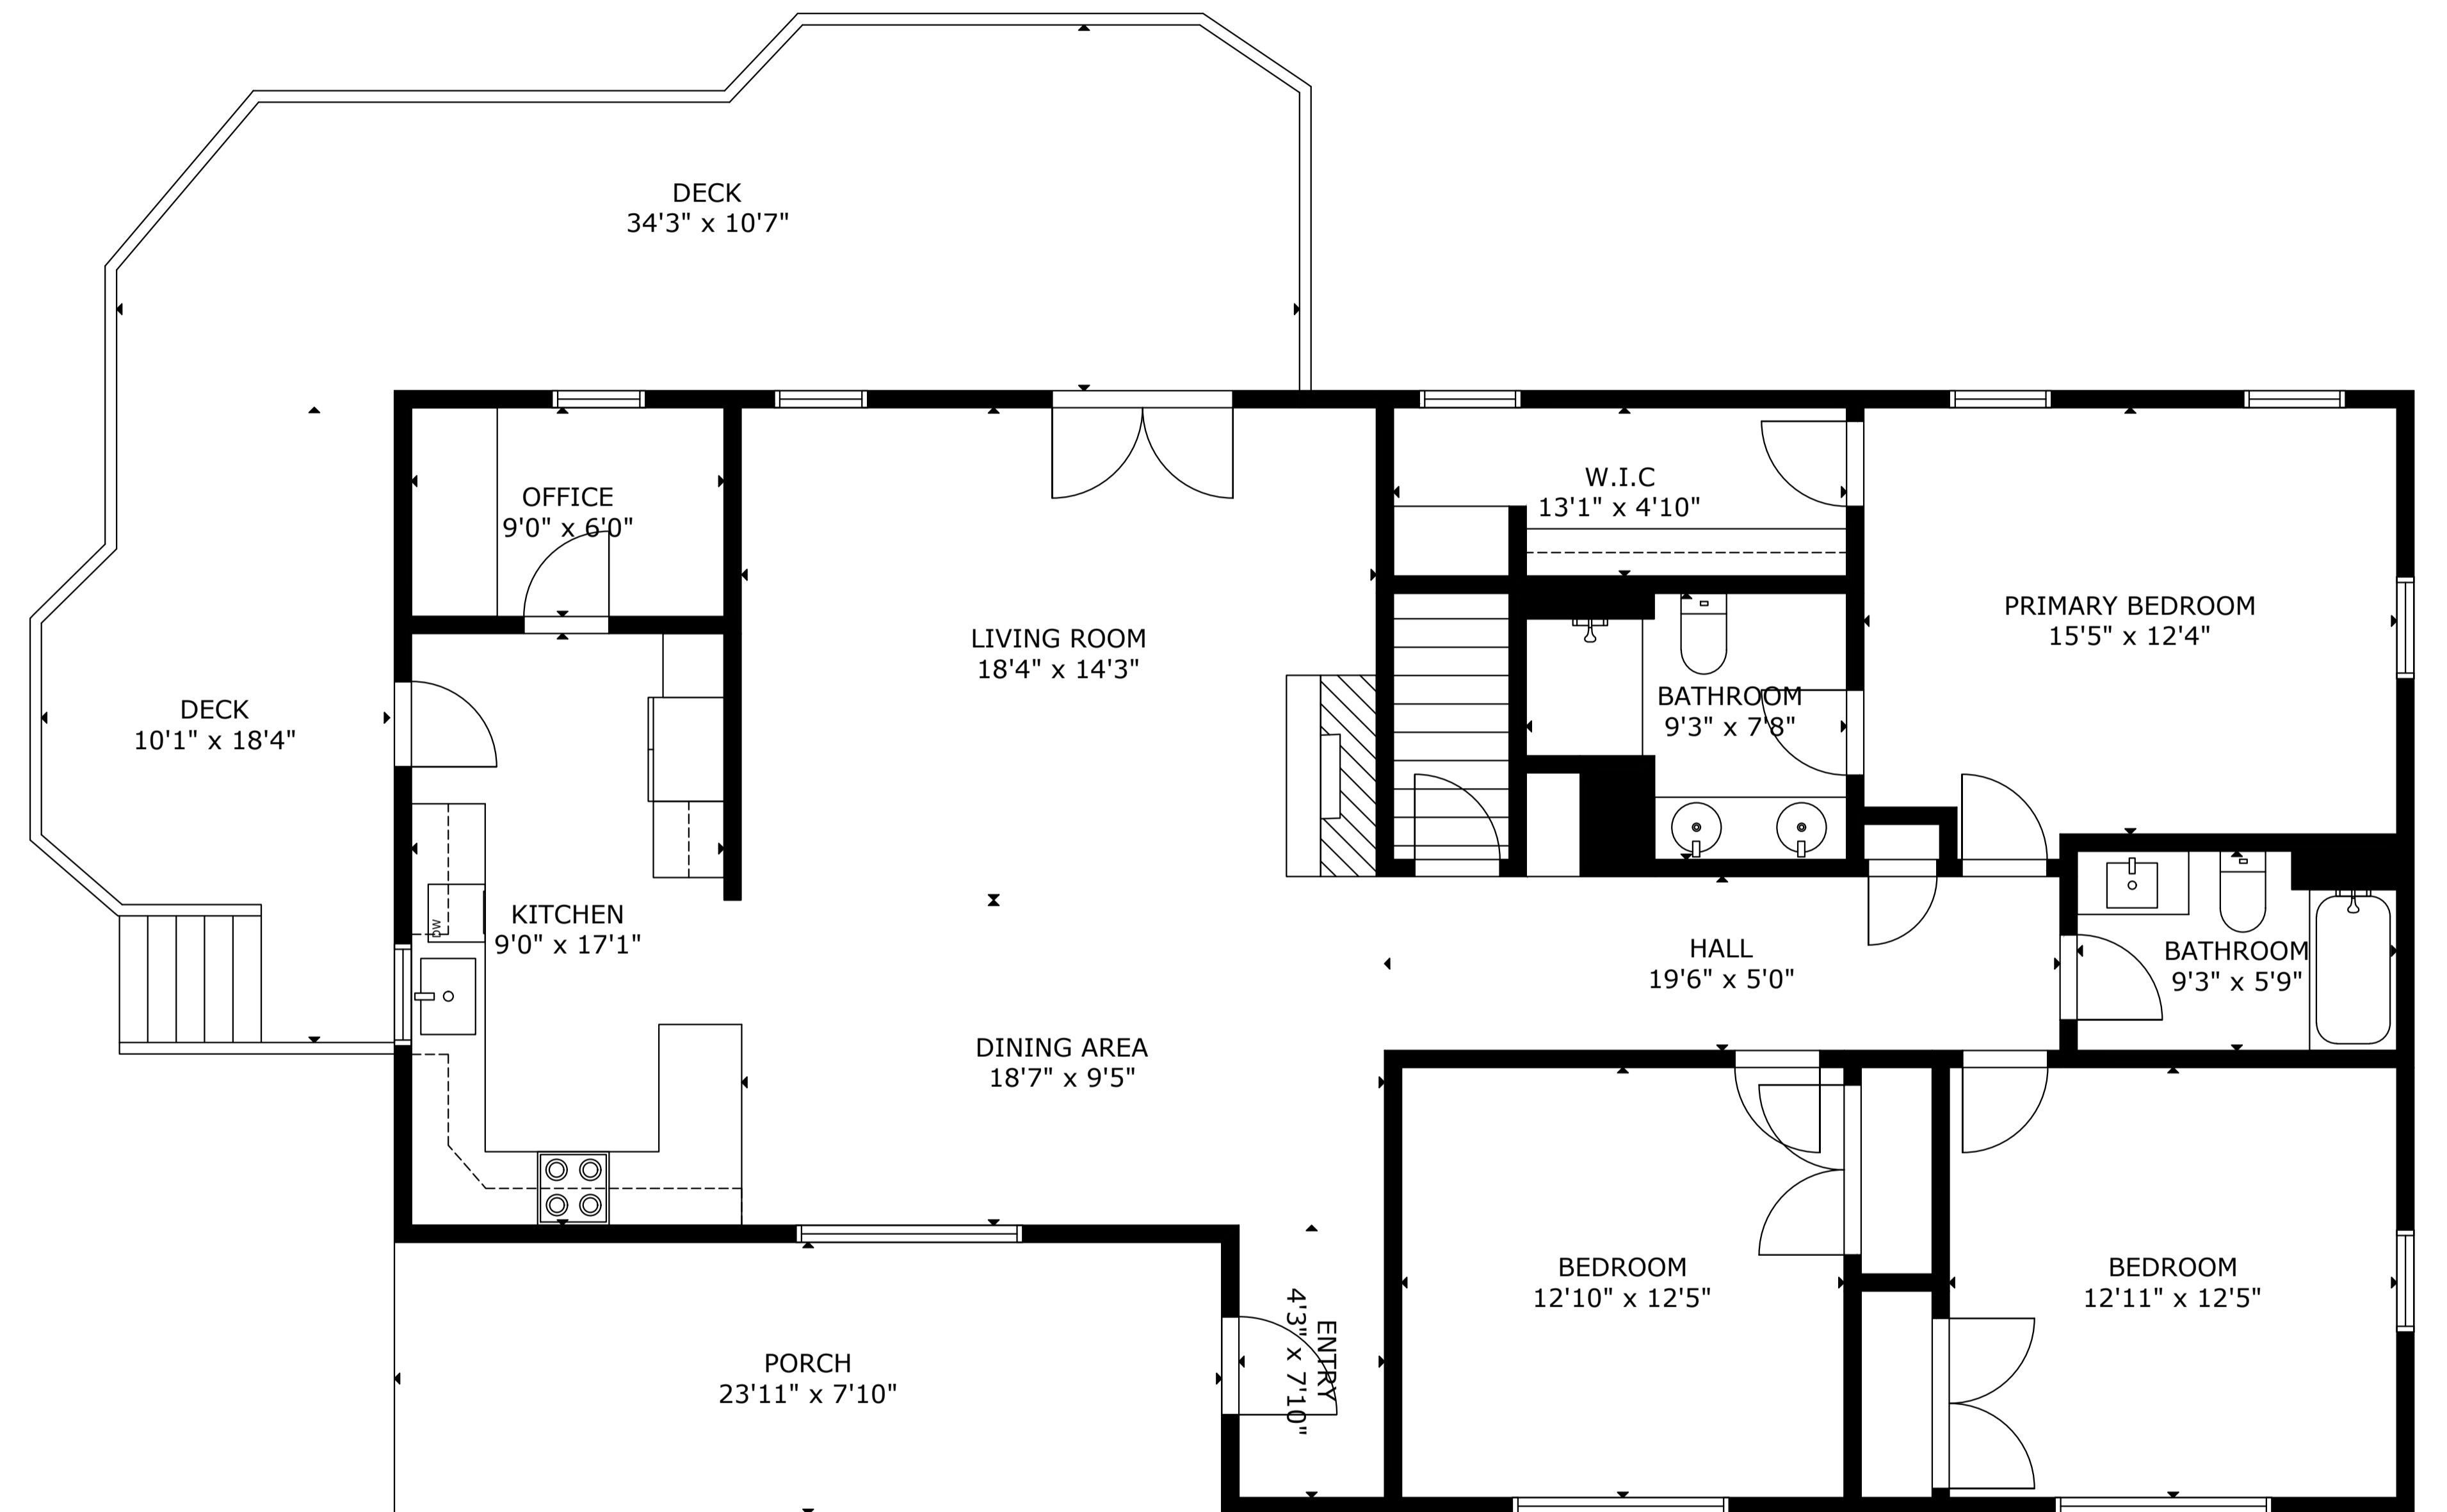 DECK
34'3" x 10'7"
OFFICE
9'0" x 6'0"
W.I.C
13'1" x 4'10"
LIVING ROOM
18'4" x 14'3"
PRIMARY BEDROOM
15'5" x 12'4"
DECK
10'1" x 18'4"
BATHROOM
9'3" x 7'8"
DW
KITCHEN
9'0" x 17'1"
HALL
19'6" x 5'0"
BATHROOM
9'3" x 5'9"
DINING AREA
18'7" x 9'5"
BEDROOM
12'10" x 12'5"
BEDROOM
12'11" x 12'5"
ENTRY
4'3" x 7'10"
PORCH
23'11" x 7'10"